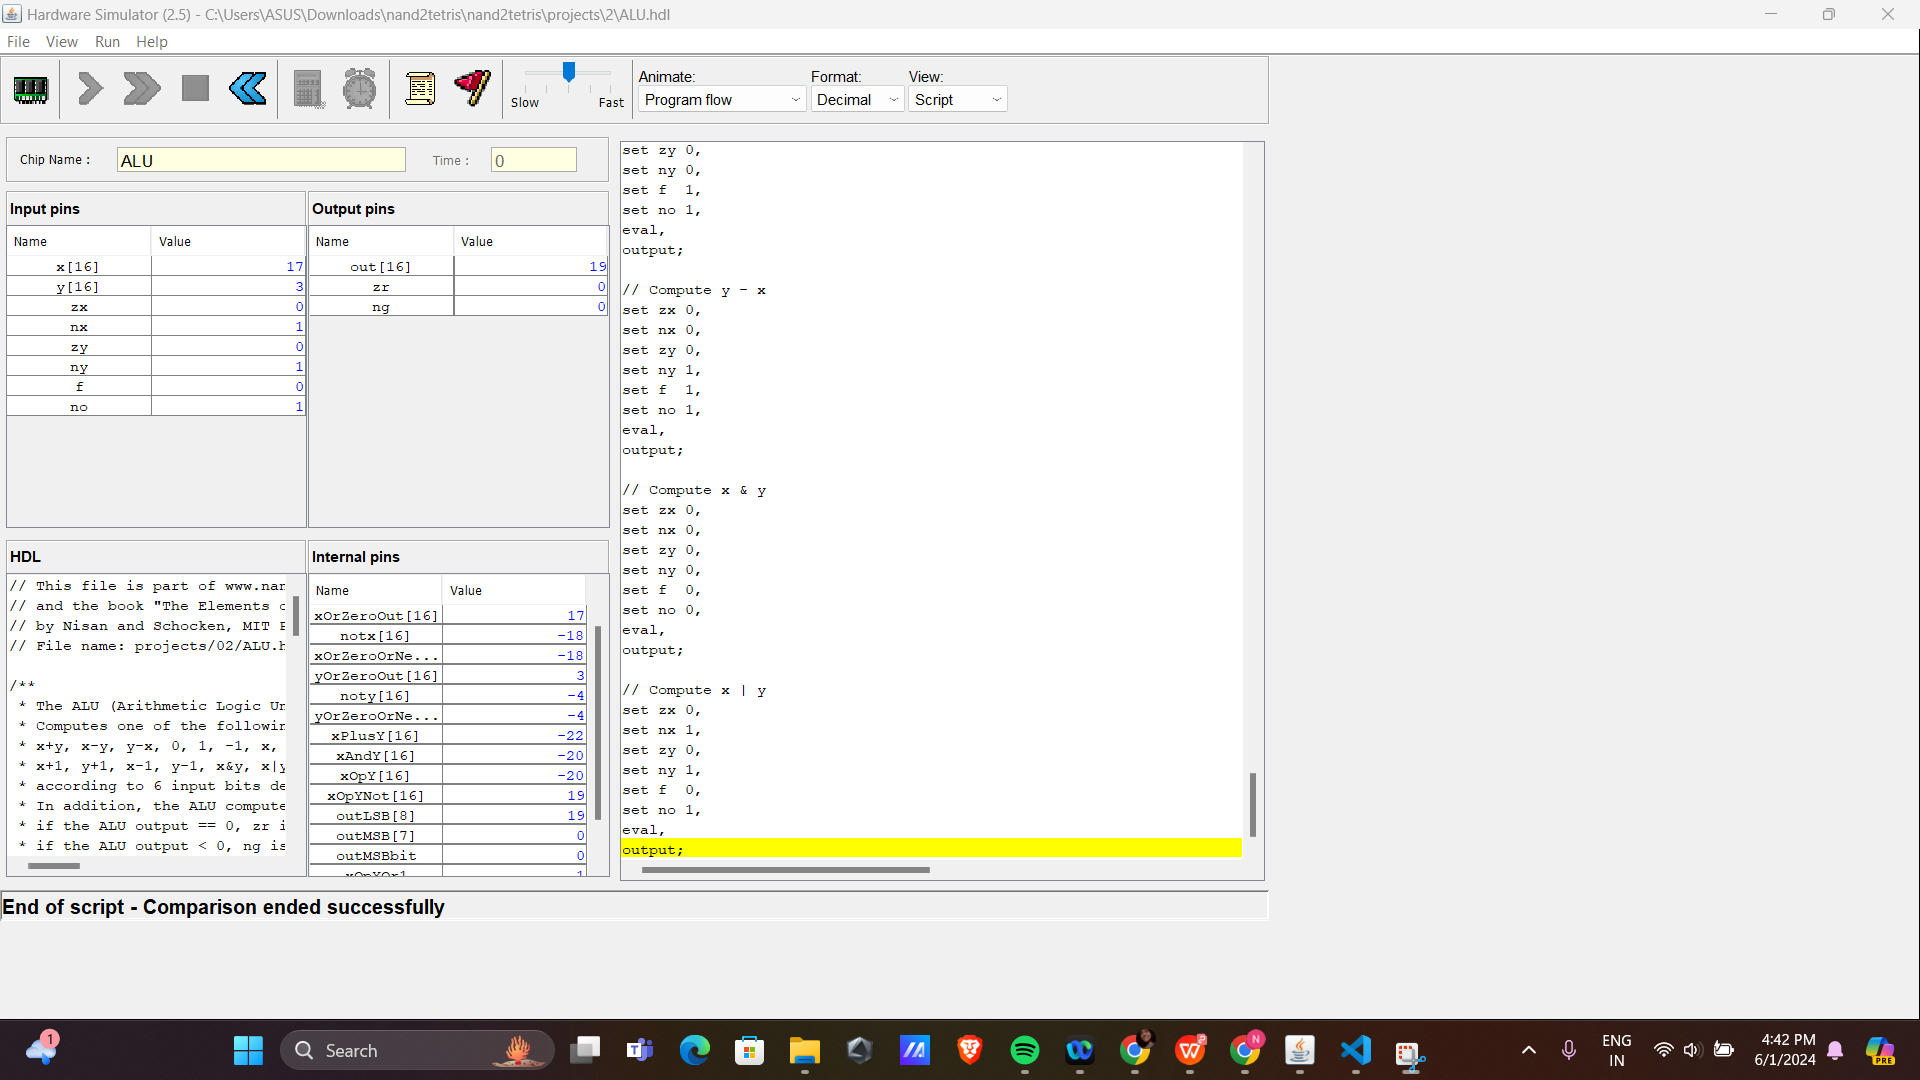 Hardware Simulator (2.5) - C:\Users\ASUS\Downloads\nand2tetris\nand2tetris\projects\2\ALU.hdl
File View Run Help
Slow Fast
Animate: Format: View:
Program flow Decimal Script
Chip Name : ALU Time : 0
Input pins
Name Value
x[16] 17
y[16] 3
zx 0
nx 1
zy 0
ny 1
f 0
no 1
Output pins
Name Value
out[16] 19
zr 0
ng 0
HDL
// This file is part of www.nan
// and the book "The Elements o
// by Nisan and Schocken, MIT P
// File name: projects/02/ALU.h
/**
* The ALU (Arithmetic Logic Un
* Computes one of the followin
* x+y, x-y, y-x, 0, 1, -1, x,
* x+1, y+1, x-1, y-1, x&y, x|y
* according to 6 input bits de
* In addition, the ALU compute
* if the ALU output == 0, zr i
* if the ALU output < 0, ng is
Internal pins
Name Value
xOrZeroOut[16] 17
notx[16] -18
xOrZeroOrNe... -18
yOrZeroOut[16] 3
noty[16] -4
yOrZeroOrNe... -4
xPlusY[16] -22
xAndY[16] -20
xOpY[16] -20
xOpYNot[16] 19
outLSB[8] 19
outMSB[7] 0
outMSBbit 0
xOpYOr1 1
set zy 0,
set ny 0,
set f 1,
set no 1,
eval,
output;
// Compute y - x
set zx 0,
set nx 0,
set zy 0,
set ny 1,
set f 1,
set no 1,
eval,
output;
// Compute x & y
set zx 0,
set nx 0,
set zy 0,
set ny 0,
set f 0,
set no 0,
eval,
output;
// Compute x | y
set zx 0,
set nx 1,
set zy 0,
set ny 1,
set f 0,
set no 1,
eval,
output;
End of script - Comparison ended successfully
1
Search
ENG
IN
4:42 PM
6/1/2024
PRE